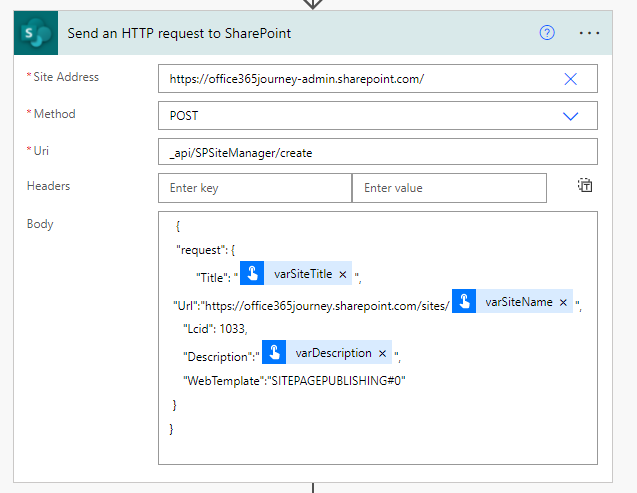 S
Send an HTTP request to SharePoint
?
...
* Site Address
https://office365journey-admin.sharepoint.com/
* Method
POST
* Uri
_api/SPSiteManager/create
Headers
Enter key
Enter value
T
Body
{
"request": {
"Title": " varSiteTitle × ",
"Url":"https://office365journey.sharepoint.com/sites/ varSiteName × ",
"Lcid": 1033,
"Description":" varDescription × ",
"WebTemplate":"SITEPAGEPUBLISHING#0"
}
}